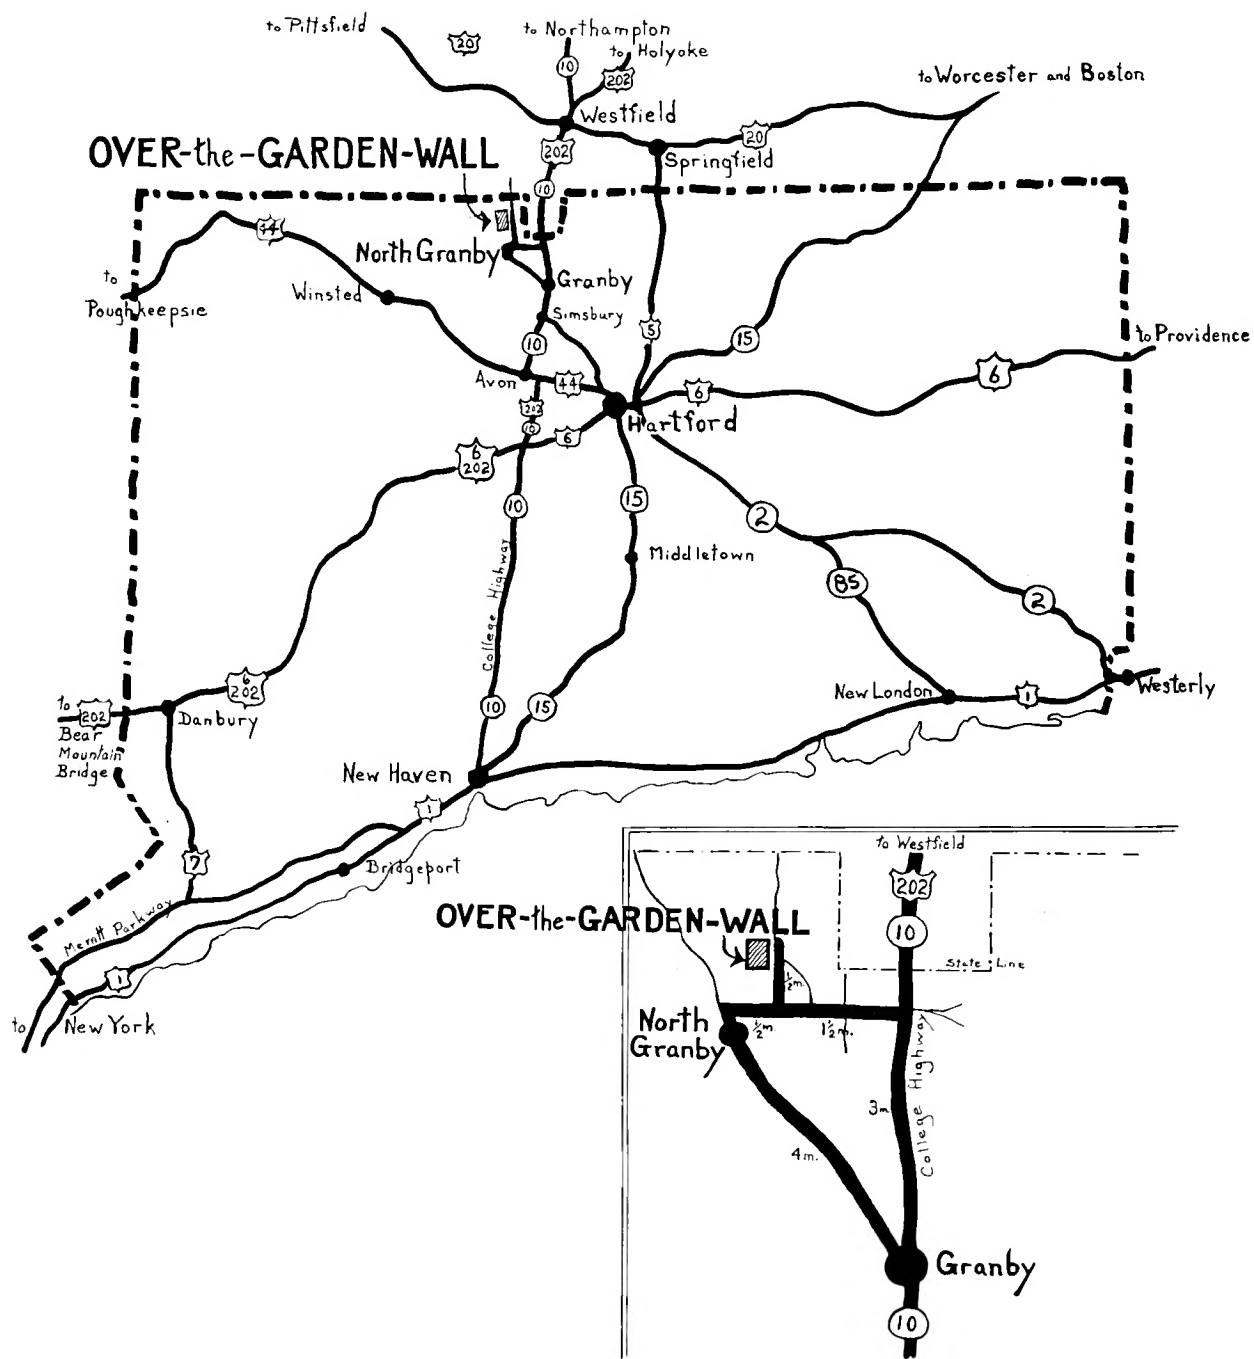 to Pittsfield
20
to Northampton
to Holyoke
10
202
to Worcester and Boston
Westfield
202
20
Springfield
OVER-the-GARDEN-WALL
10
44
North Granby
to
Poughkeepsie
Winsted
Granby
Simsbury
10
5
15
to Providence
Avon
44
6
6
202
10
Hartford
6
6
202
10
15
2
College Highway
Middletown
85
2
6
202
to
202
Bear
Mountain
Bridge
Danbury
10
15
New London
1
Westerly
New Haven
1
7
Bridgeport
Merritt Parkway
1
to
New York
to Westfield
202
OVER-the-GARDEN-WALL
10
State Line
1/2 m.
North
Granby
1/2 m.
1 1/2 m.
College Highway
3 m.
4 m.
Granby
10